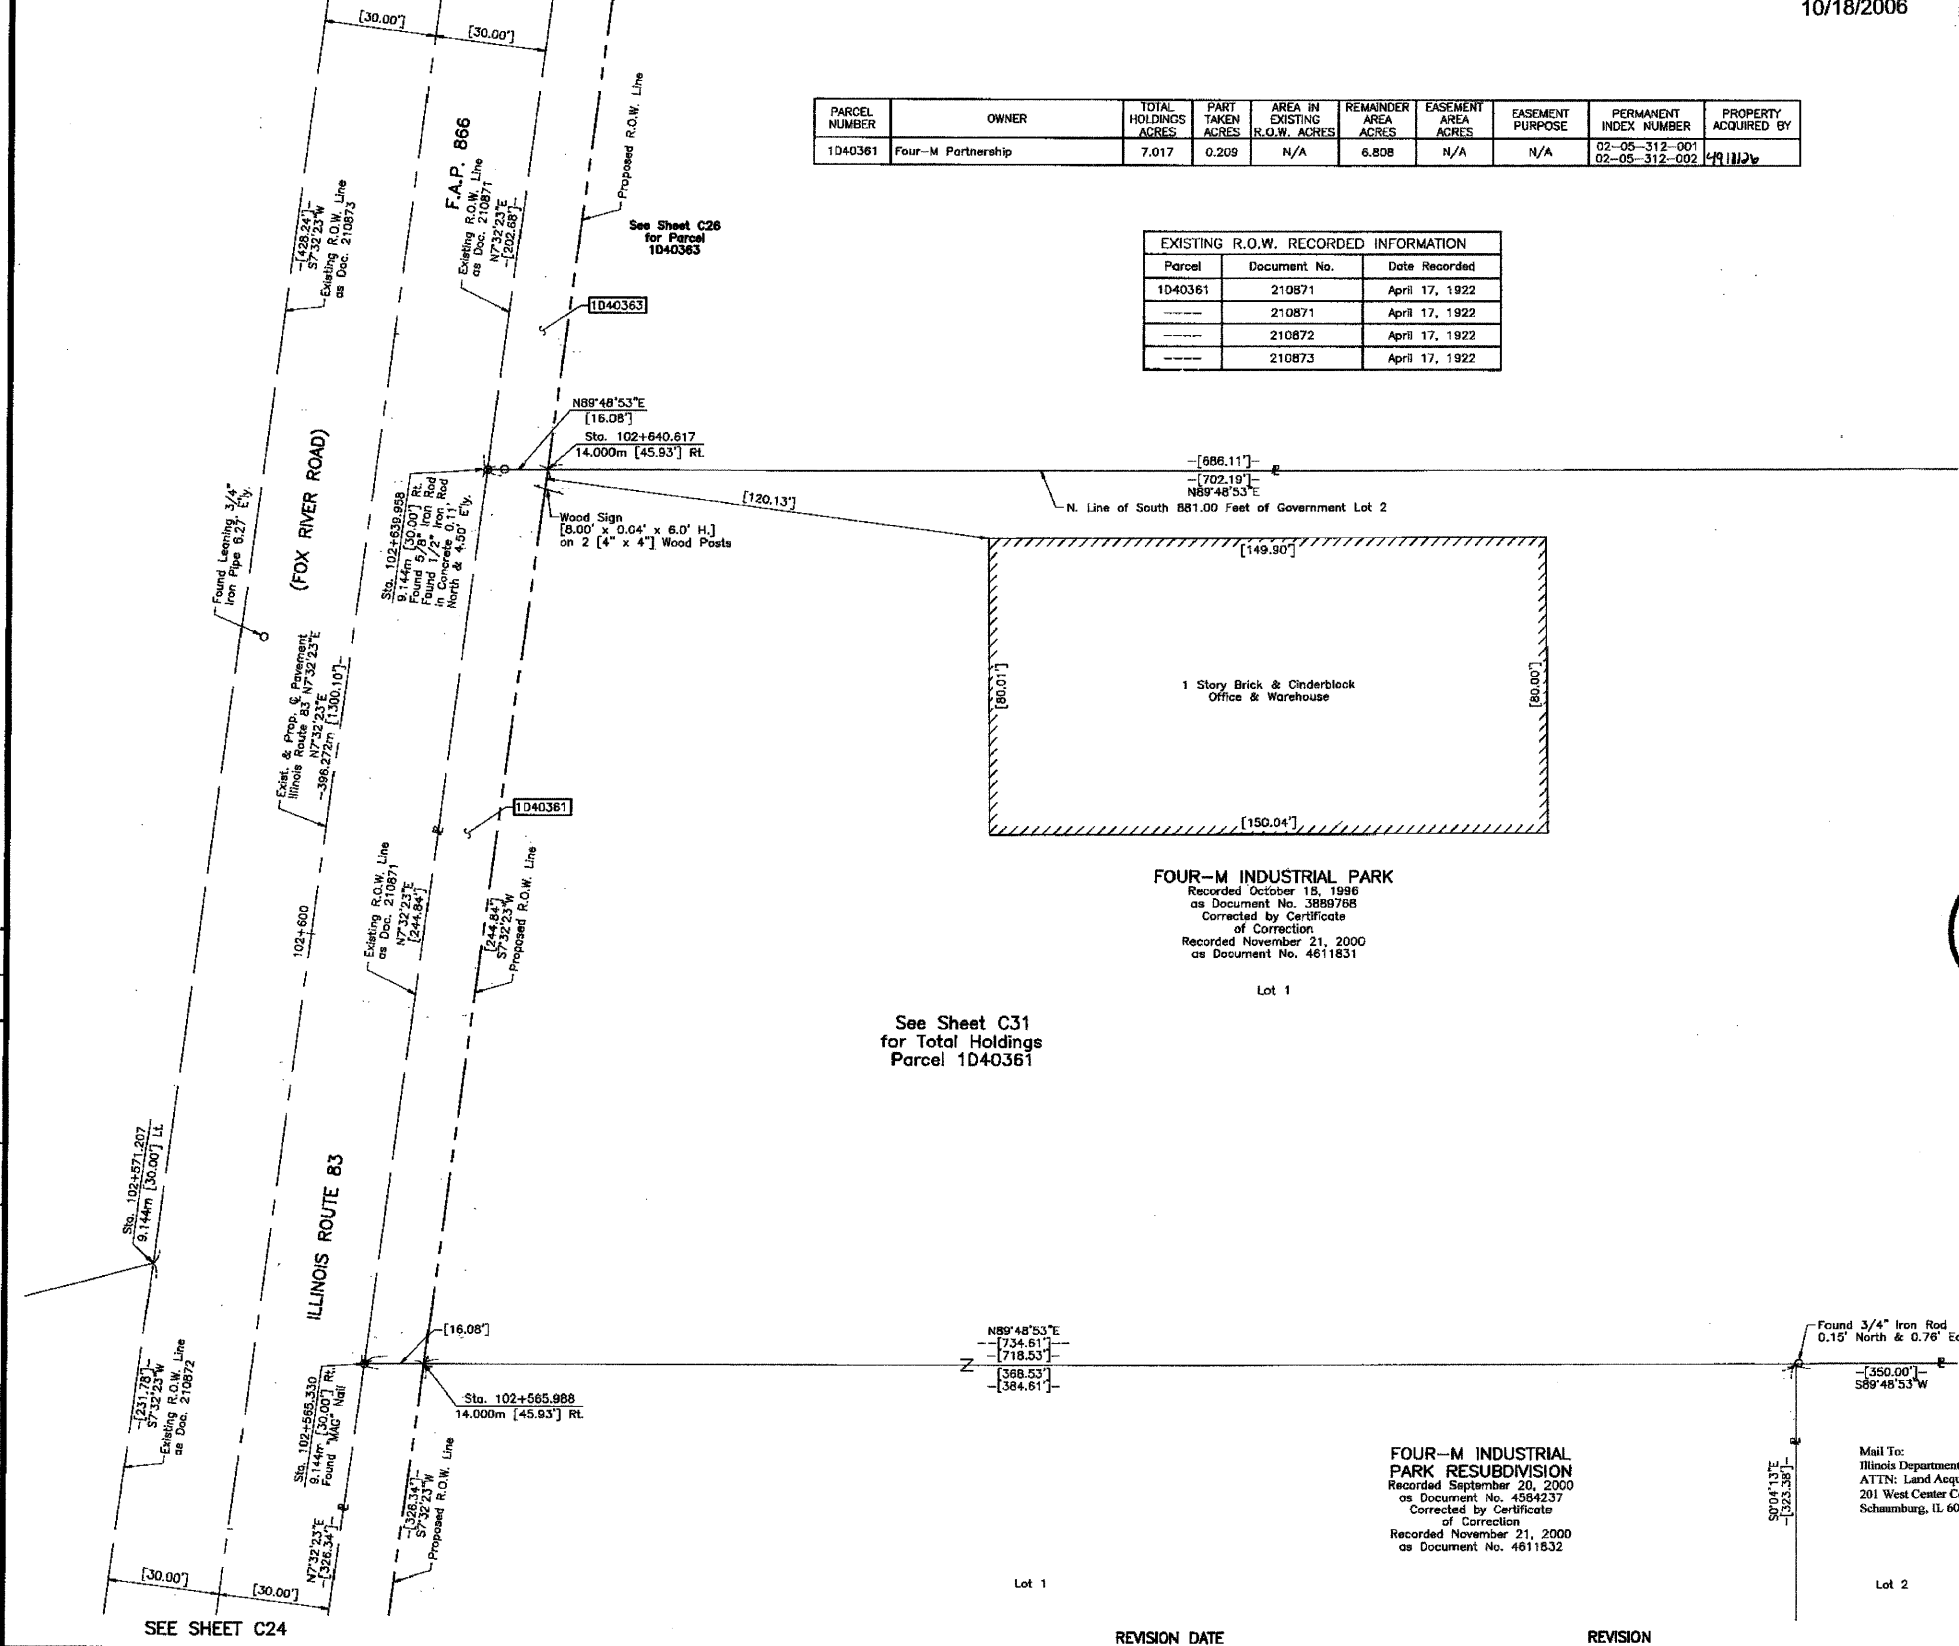 10/18/2006
[30.00']
[30.00']
PARCEL NUMBER
OWNER
TOTAL HOLDINGS ACRES
PART TAKEN ACRES
AREA IN EXISTING R.O.W. ACRES
REMAINDER AREA ACRES
EASEMENT AREA ACRES
EASEMENT PURPOSE
PERMANENT INDEX NUMBER
PROPERTY ACQUIRED BY
1D40361
Four-M Partnership
7.017
0.209
N/A
6.808
N/A
N/A
02-05-312-001
02-05-312-002
F.A.P. 866
Proposed R.O.W. Line
-[428.24']-
S7°32'23"W
Existing R.O.W. Line
as Doc. 210873
Existing R.O.W. Line
as Doc. 210871
N7°32'23"E
-[202.68']-
See Sheet C26
for Parcel
1D40363
1D40363
EXISTING R.O.W. RECORDED INFORMATION
Parcel Document No. Date Recorded
1D40361 210871 April 17, 1922
---- 210871 April 17, 1922
---- 210872 April 17, 1922
---- 210873 April 17, 1922
N89°48'53"E
[16.08']
Sta. 102+640.617
14.000m [45.93'] Rt.
-[686.11']-
-[702.19']-
N89°48'53"E
N. Line of South 881.00 Feet of Government Lot 2
[120.13']
Wood Sign
[8.00' x 0.04' x 6.0' H.]
on 2 [4" x 4"] Wood Posts
Found Leaning 3/4"
Iron Pipe 6.27' E'ly.
(FOX RIVER ROAD)
Sta. 102+639.958
9.144m [30.00'] Rt.
Found 5/8" Iron Rod
Found 1/2" Iron Rod
in Concrete 0.11'
North & 4.50' E'ly.
[149.90']
[80.01']
1 Story Brick & Cinderblock
Office & Warehouse
[80.00']
[150.04']
Exist. & Prop. ℄ Pavement
Illinois Route 83 N7°32'23"E
N7°32'23"E
-396.272m [1300.10']-
1D40361
102+600
Existing R.O.W. Line
as Doc. 210871
N7°32'23"E
[244.84']
[244.84']
S7°32'23"W
Proposed R.O.W. Line
FOUR-M INDUSTRIAL PARK
Recorded October 18, 1996
as Document No. 3889768
Corrected by Certificate
of Correction
Recorded November 21, 2000
as Document No. 4611831
Lot 1
See Sheet C31
for Total Holdings
Parcel 1D40361
Sta. 102+571.207
9.144m [30.00'] Lt.
ILLINOIS ROUTE 83
[16.08']
N89°48'53"E
-[734.61']-
-[718.53']-
[368.53']
-[384.61']-
Found 3/4" Iron Rod
0.15' North & 0.76'
-[350.00']-
S89°48'53"W
Sta. 102+565.988
14.000m [45.93'] Rt.
-[231.78']-
S7°32'23"W
Existing R.O.W. Line
as Doc. 210872
Sta. 102+565.330
9.144m [30.00'] Rt.
Found "MAG" Nail
N7°32'23"E
-[326.34']-
-[326.34']-
S7°32'23"W
Proposed R.O.W. Line
FOUR-M INDUSTRIAL
PARK RESUBDIVISION
Recorded September 20, 2000
as Document No. 4584237
Corrected by Certificate
of Correction
Recorded November 21, 2000
as Document No. 4611832
S0°04'13"E
-[323.38']-
Mail To:
Illinois Department
ATTN: Land
201 West Center
Schaumburg, IL 60
Lot 1
Lot 2
[30.00']
[30.00']
SEE SHEET C24
REVISION DATE
REVISION